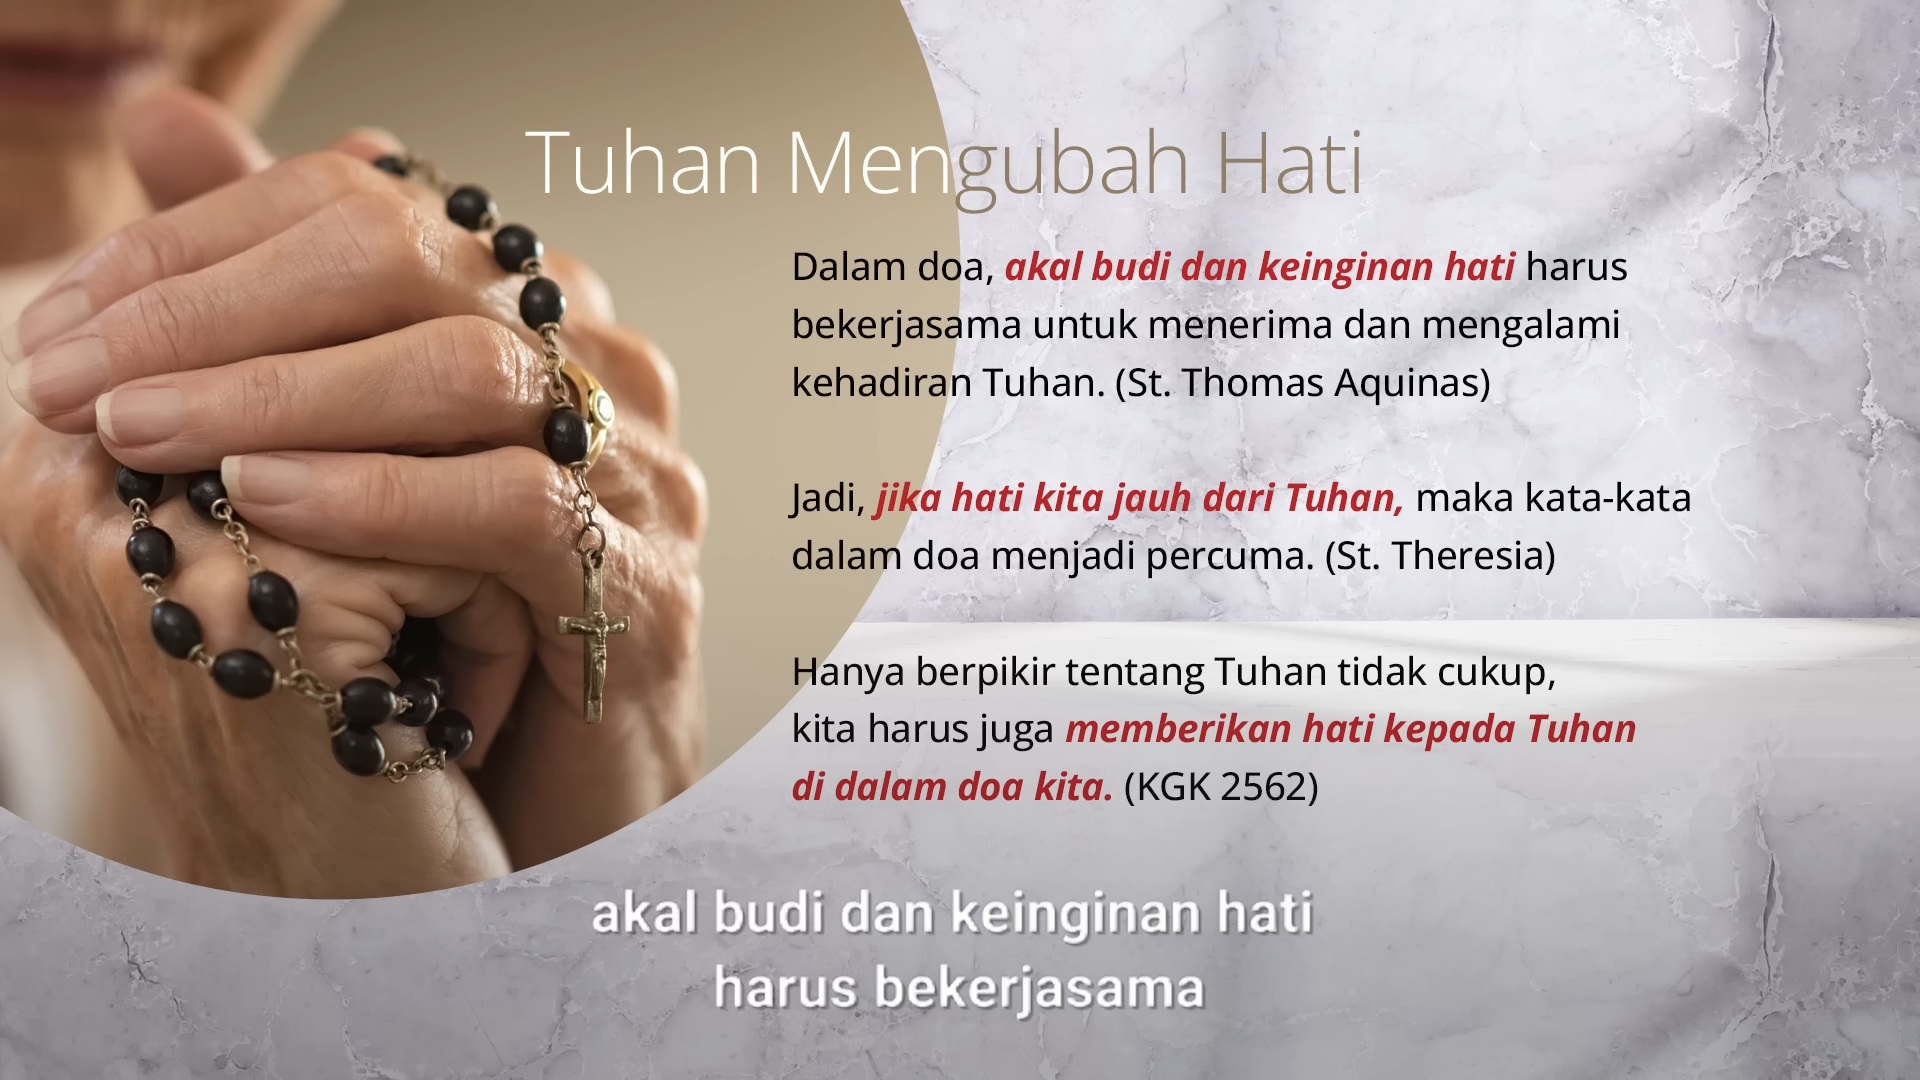 Tuhan Mengubah Hati
Dalam doa, akal budi dan keinginan hati harus
bekerjasama untuk menerima dan mengalami
kehadiran Tuhan. (St. Thomas Aquinas)
Jadi, jika hati kita jauh dari Tuhan, maka kata-kata
dalam doa menjadi percuma. (St. Theresia)
Hanya berpikir tentang Tuhan tidak cukup,
kita harus juga memberikan hati kepada Tuhan
di dalam doa kita. (KGK 2562)
akal budi dan keinginan hati
harus bekerjasama